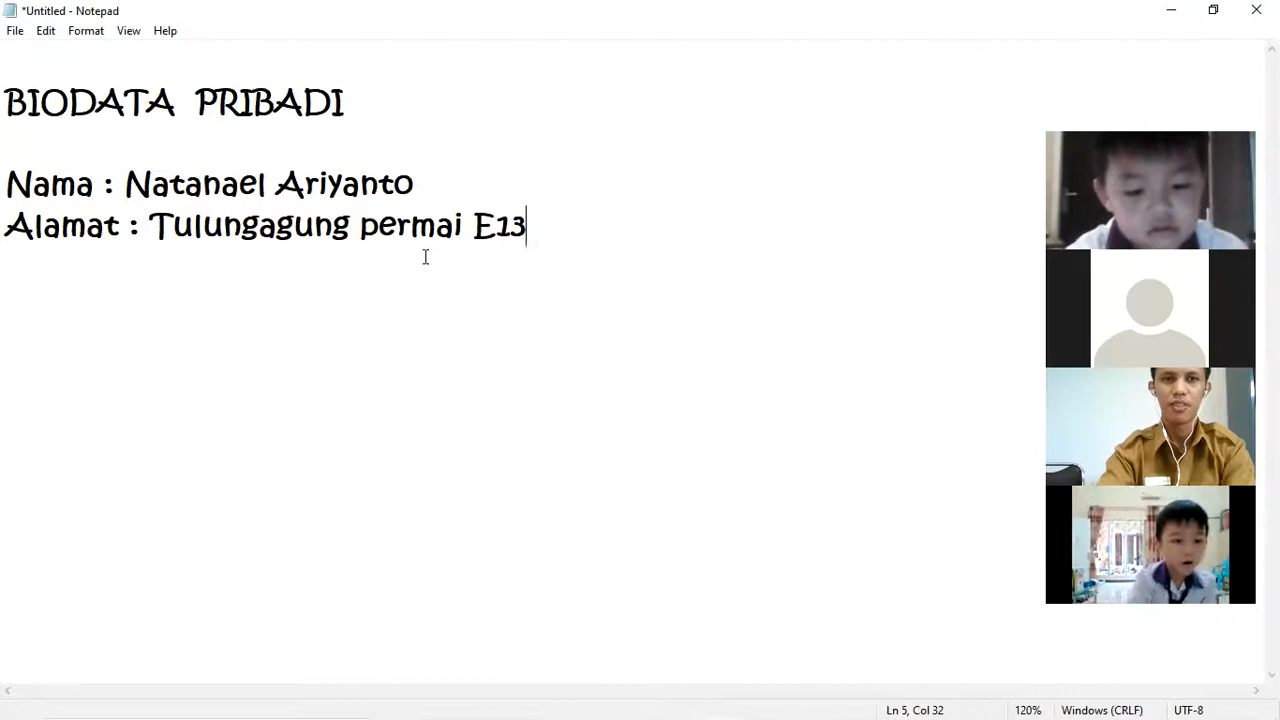 *Untitled - Notepad
File Edit Format View Help
BIODATA PRIBADI
Nama : Natanael Ariyanto
Alamat : Tulungagung permai E13
Ln 5, Col 32 120% Windows (CRLF) UTF-8